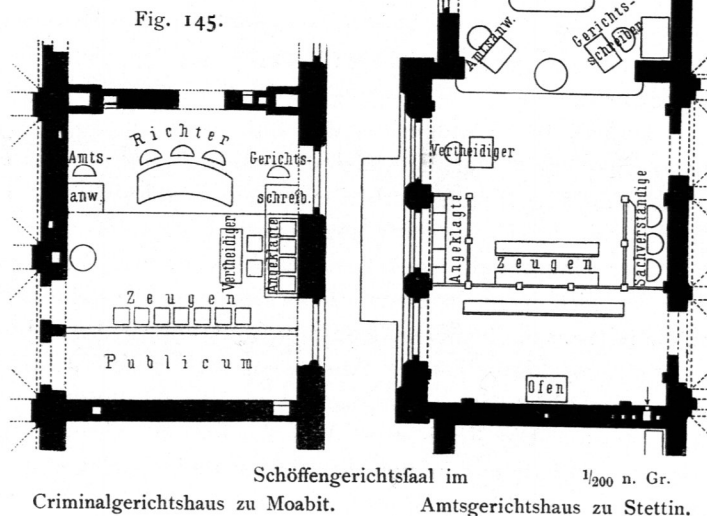 Fig. 145.
Richter
Amts-
anw.
Gerichts-
schreib.
Vertheidiger
Angeklagte
Zeugen
Publicum
Amtsanw.
Gerichts-
schreiber
Vertheidiger
Angeklagte
Zeugen
Sachverständige
Ofen
Schöffengerichtsſaal im
1/200 n. Gr.
Criminalgerichtshaus zu Moabit.
Amtsgerichtshaus zu Stettin.